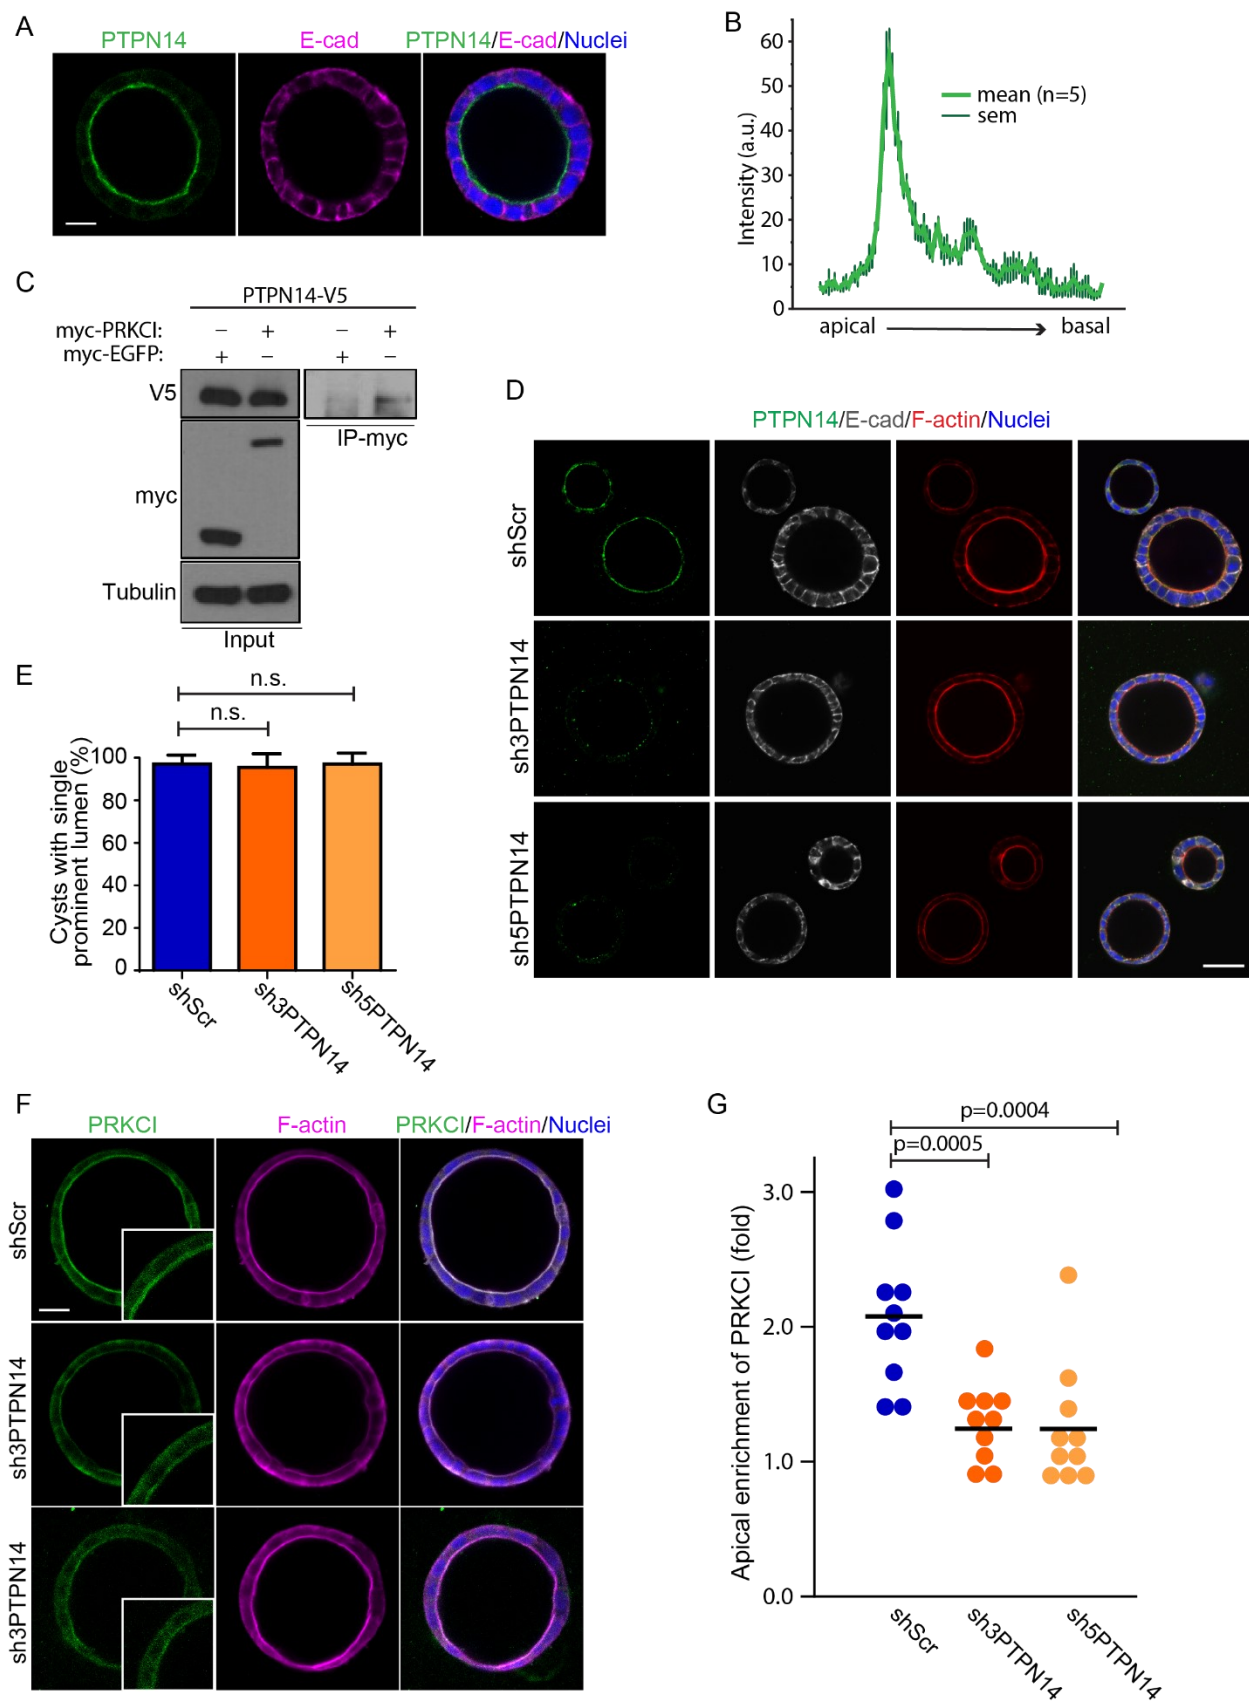 A
PTPN14
E-cad
PTPN14/E-cad/Nuclei
B
Intensity (a.u.)
60
50
40
30
20
10
0
mean (n=5)
sem
apical
basal
C
PTPN14-V5
myc-PRKCI: – + – +
myc-EGFP: + – + –
V5
IP-myc
myc
Tubulin
Input
D
PTPN14/E-cad/F-actin/Nuclei
shScr
sh3PTPN14
sh5PTPN14
E
n.s.
n.s.
Cysts with single
prominent lumen (%)
100
80
60
40
20
0
shScr
sh3PTPN14
sh5PTPN14
F
PRKCI
F-actin
PRKCI/F-actin/Nuclei
shScr
sh3PTPN14
sh3PTPN14
G
p=0.0004
p=0.0005
Apical enrichment of PRKCI (fold)
3.0
2.0
1.0
0.0
shScr
sh3PTPN14
sh5PTPN14